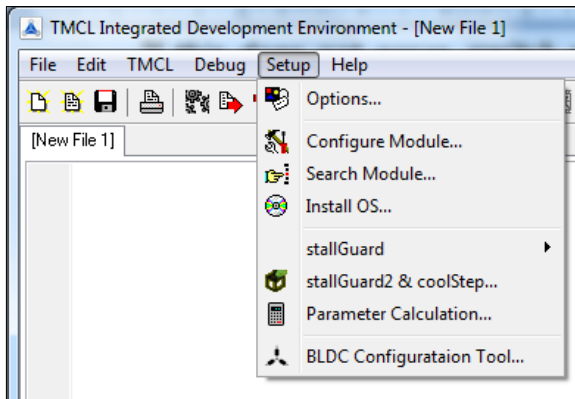 TMCL Integrated Development Environment - [New File 1]
File Edit TMCL Debug Setup Help
Options...
[New File 1]
Configure Module...
Search Module...
Install OS...
stallGuard
stallGuard2 & coolStep...
Parameter Calculation...
BLDC Configurataion Tool...